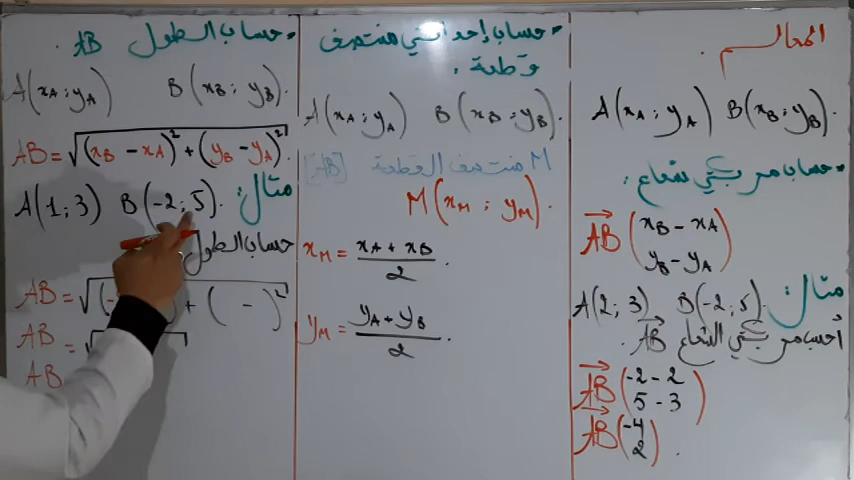 المعالم .
A(xA ; yA) B(xB ; yB).
• حساب مركبتي شعاع :
AB→ (xB - xA
yB - yA)
مثال :
A(2; 3) B(-2; 5).
أحسب مركبتي الشعاع AB→ .
AB→ (-2 - 2
5 - 3)
AB→ (-4
2) .
• حساب إحداثيتي منتصف
قطعة .
A(xA ; yA) B(xB ; yB).
M منتصف القطعة [AB]
M(xM ; yM).
xM = (xA + xB)/2 .
yM = (yA + yB)/2 .
• حساب الطول AB .
A(xA ; yA) B(xB ; yB).
AB = √((xB - xA)² + (yB - yA)²).
مثال :
A(1; 3) B(-2; 5).
حساب الطول
AB = √(- ) + ( - )²
AB = √
AB